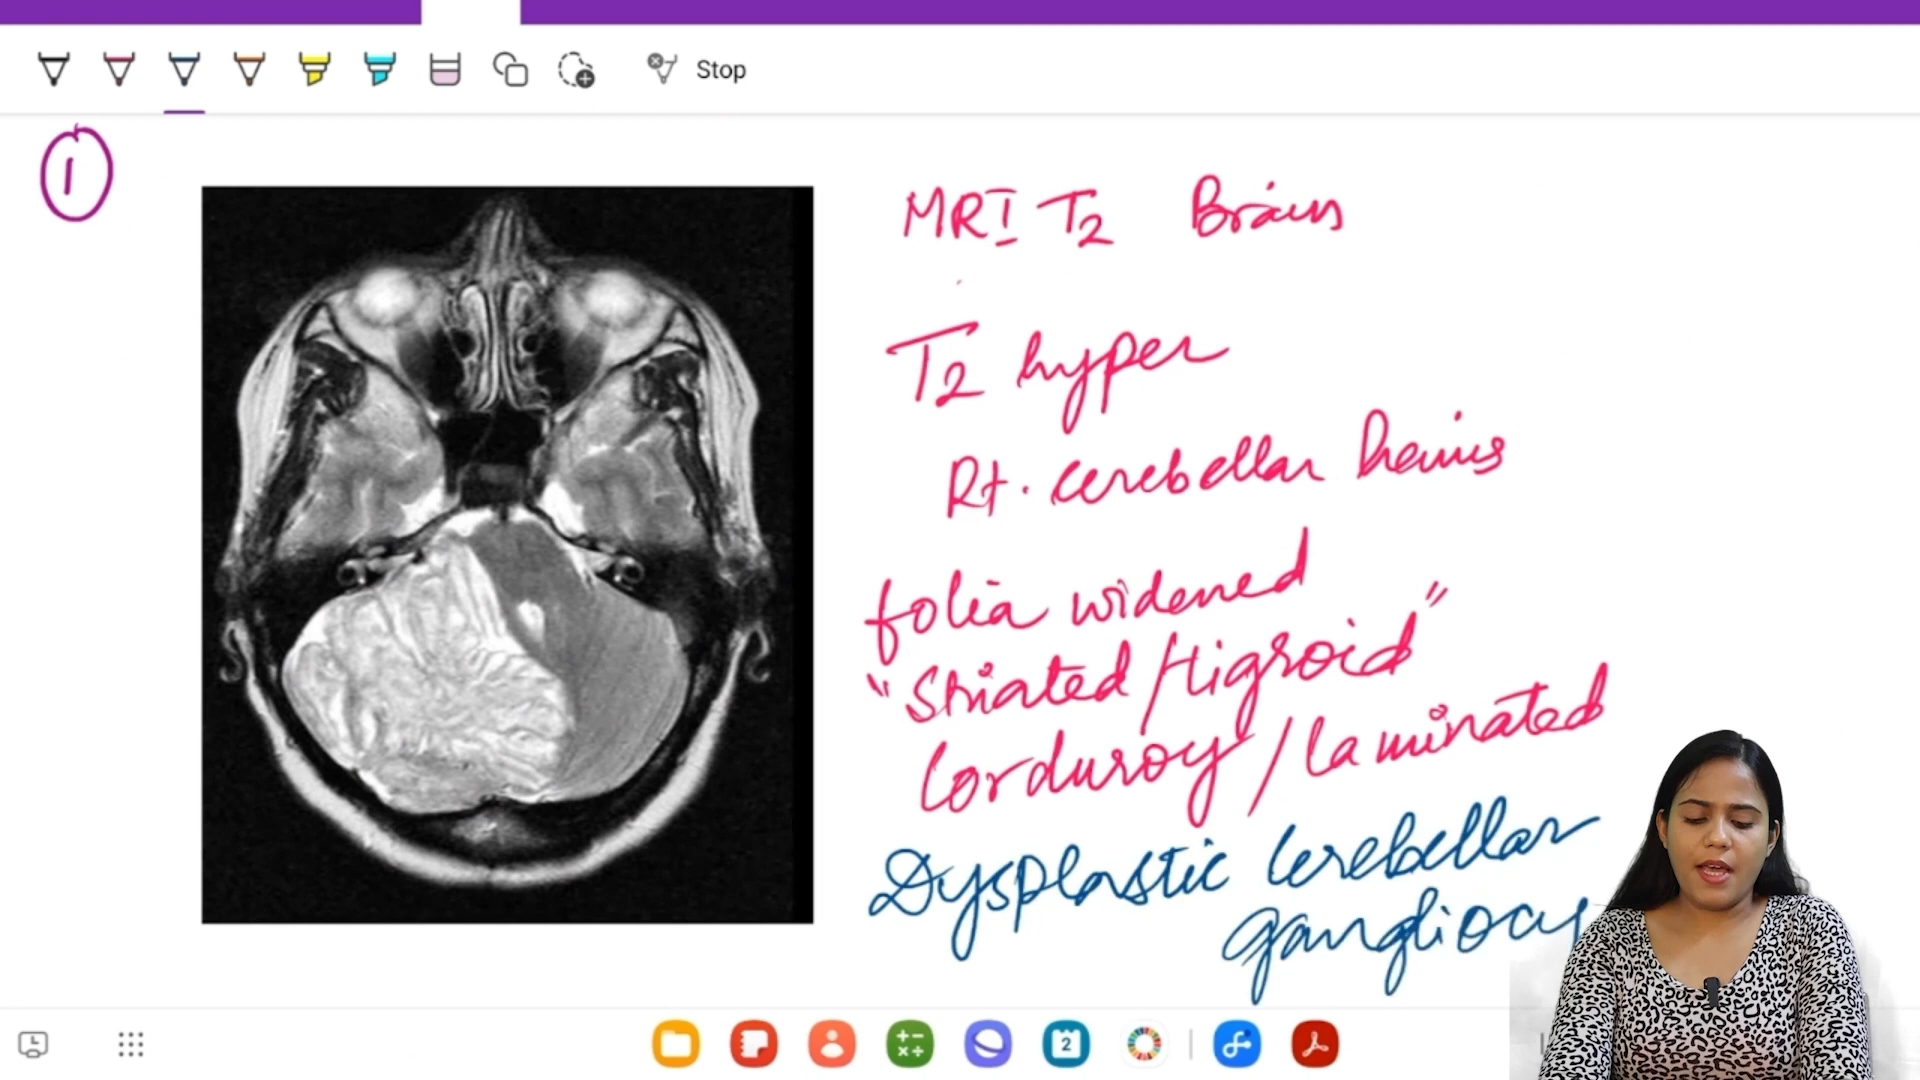 Stop
1
MRI T2 Brain
T2 hyper
Rt. cerebellar hemis
folia widened
"Striated/tigroid"
Corduroy/laminated
Dysplastic Cerebellar
gangliocy
2